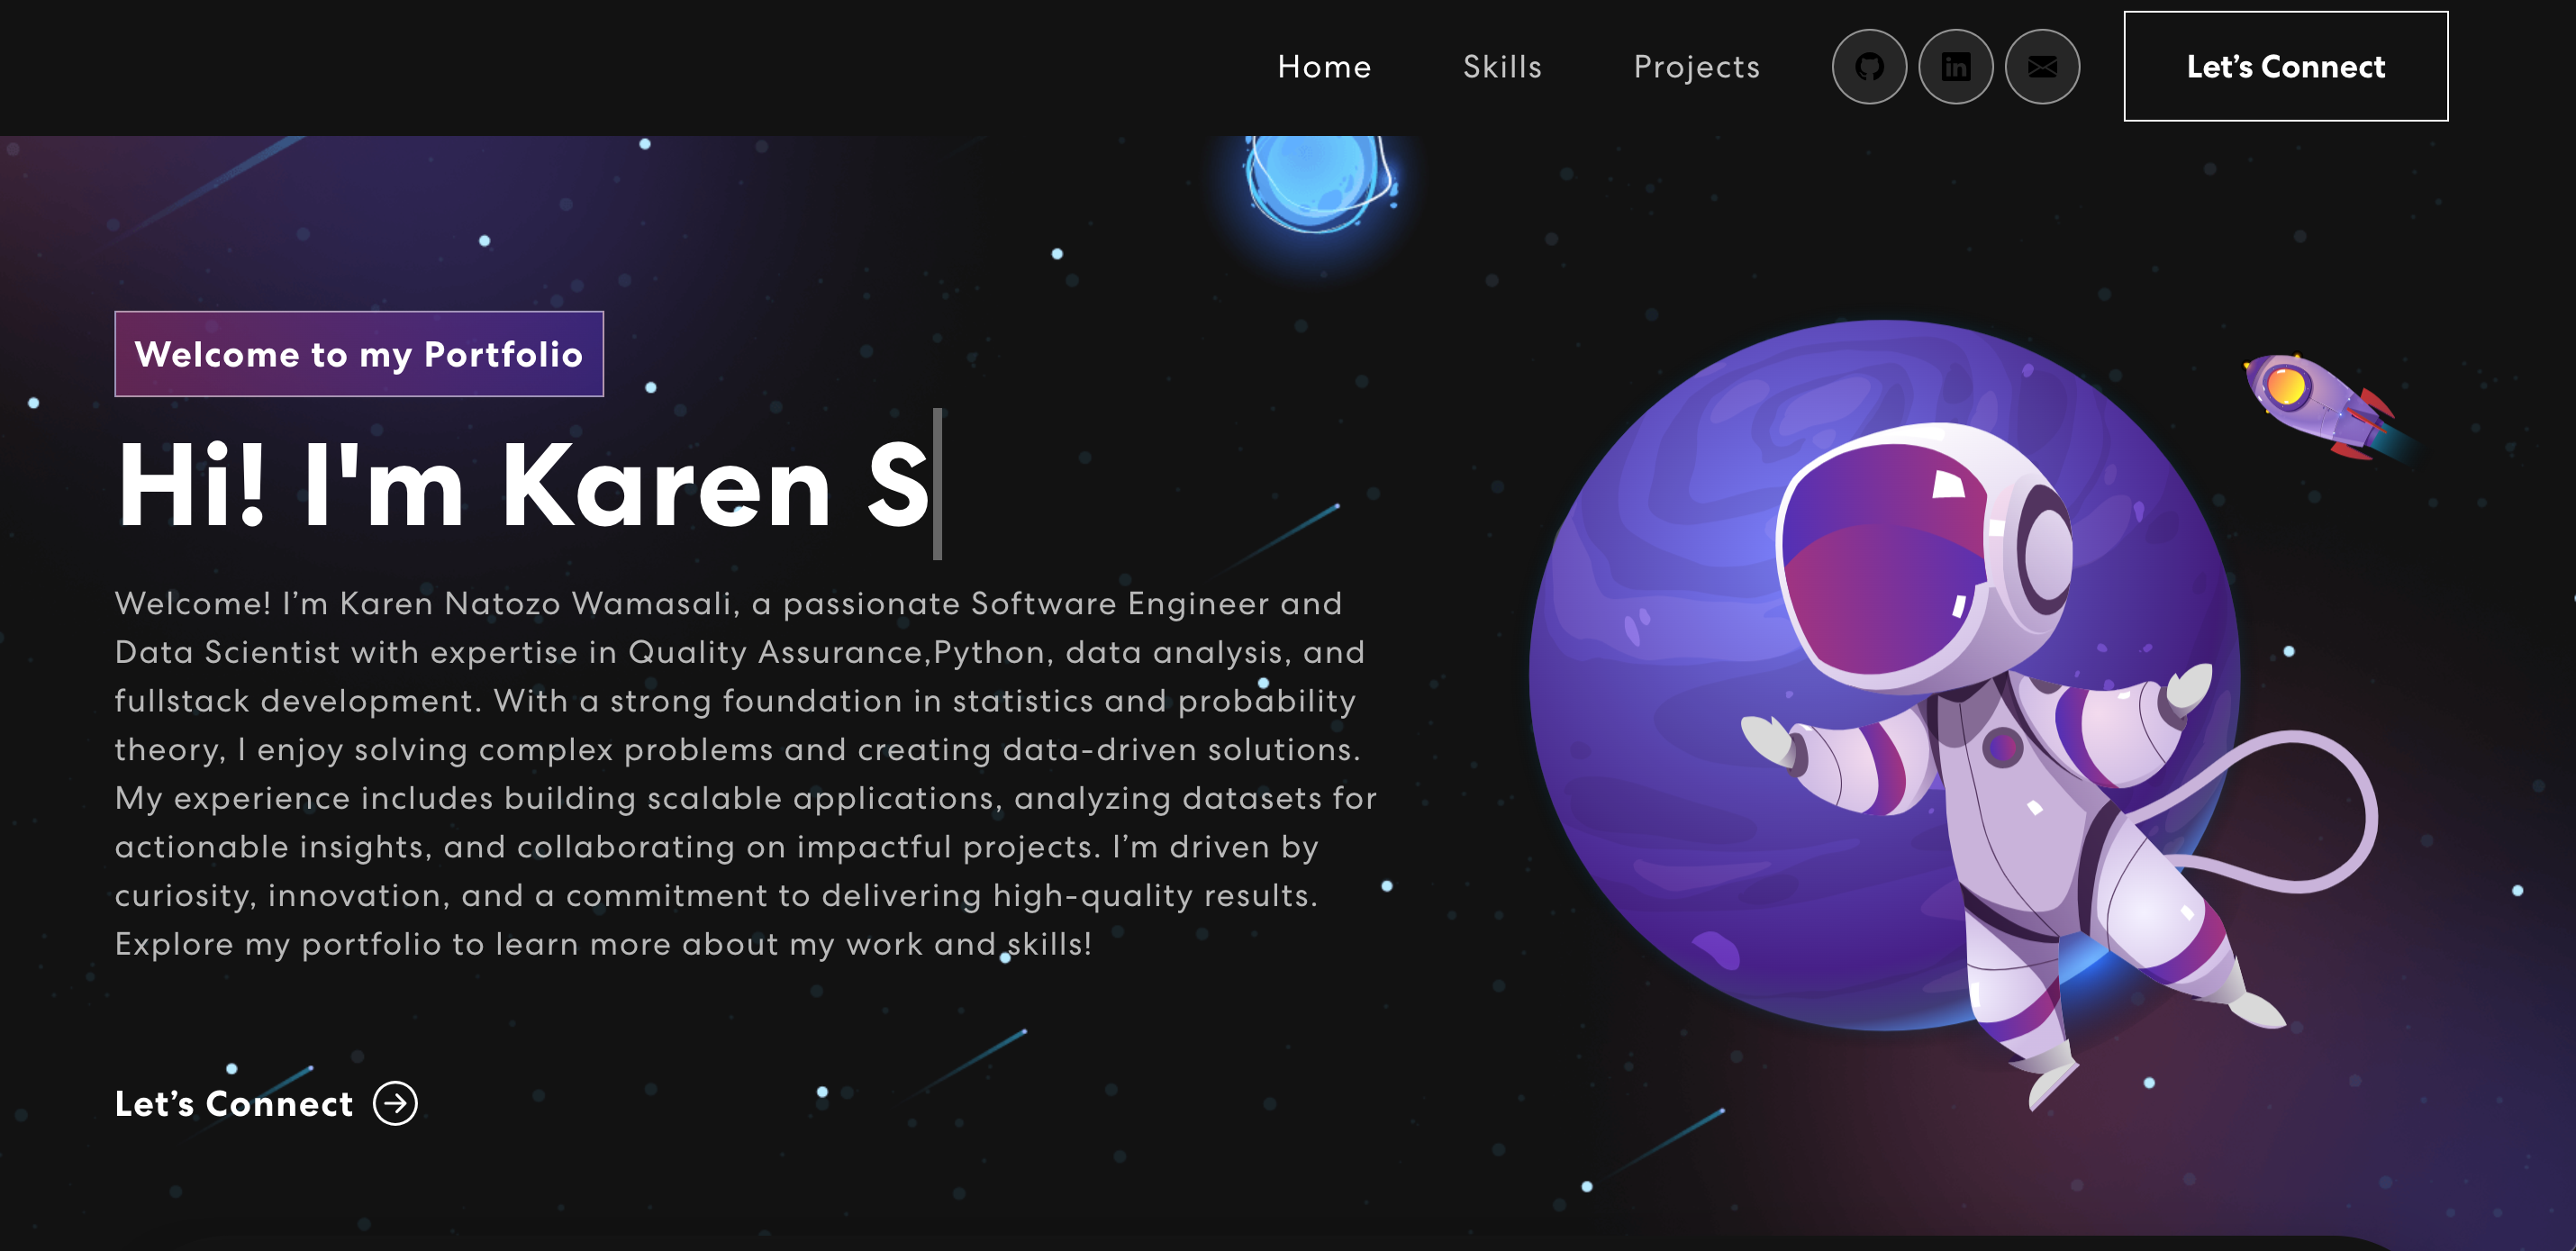 Home Skills Projects Let’s Connect
Welcome to my Portfolio
Hi! I'm Karen S
Welcome! I’m Karen Natozo Wamasali, a passionate Software Engineer and
Data Scientist with expertise in Quality Assurance,Python, data analysis, and
fullstack development. With a strong foundation in statistics and probability
theory, I enjoy solving complex problems and creating data-driven solutions.
My experience includes building scalable applications, analyzing datasets for
actionable insights, and collaborating on impactful projects. I’m driven by
curiosity, innovation, and a commitment to delivering high-quality results.
Explore my portfolio to learn more about my work and skills!
Let’s Connect